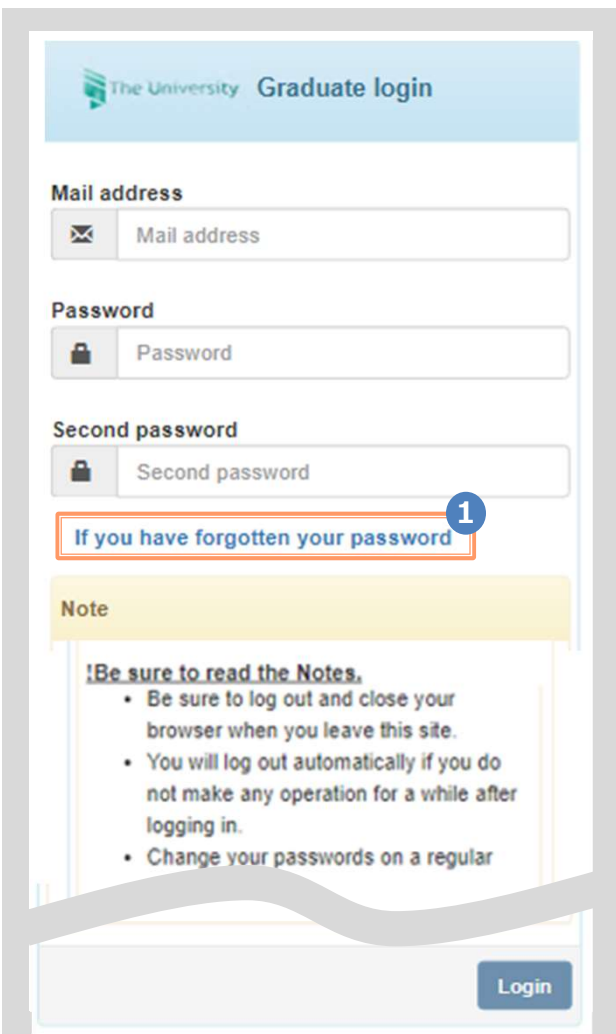 The University Graduate login
Mail address
Mail address
Password
Password
Second password
Second password
1
If you have forgotten your password
Note
!Be sure to read the Notes.
• Be sure to log out and close your
browser when you leave this site.
• You will log out automatically if you do
not make any operation for a while after
logging in.
• Change your passwords on a regular
Login